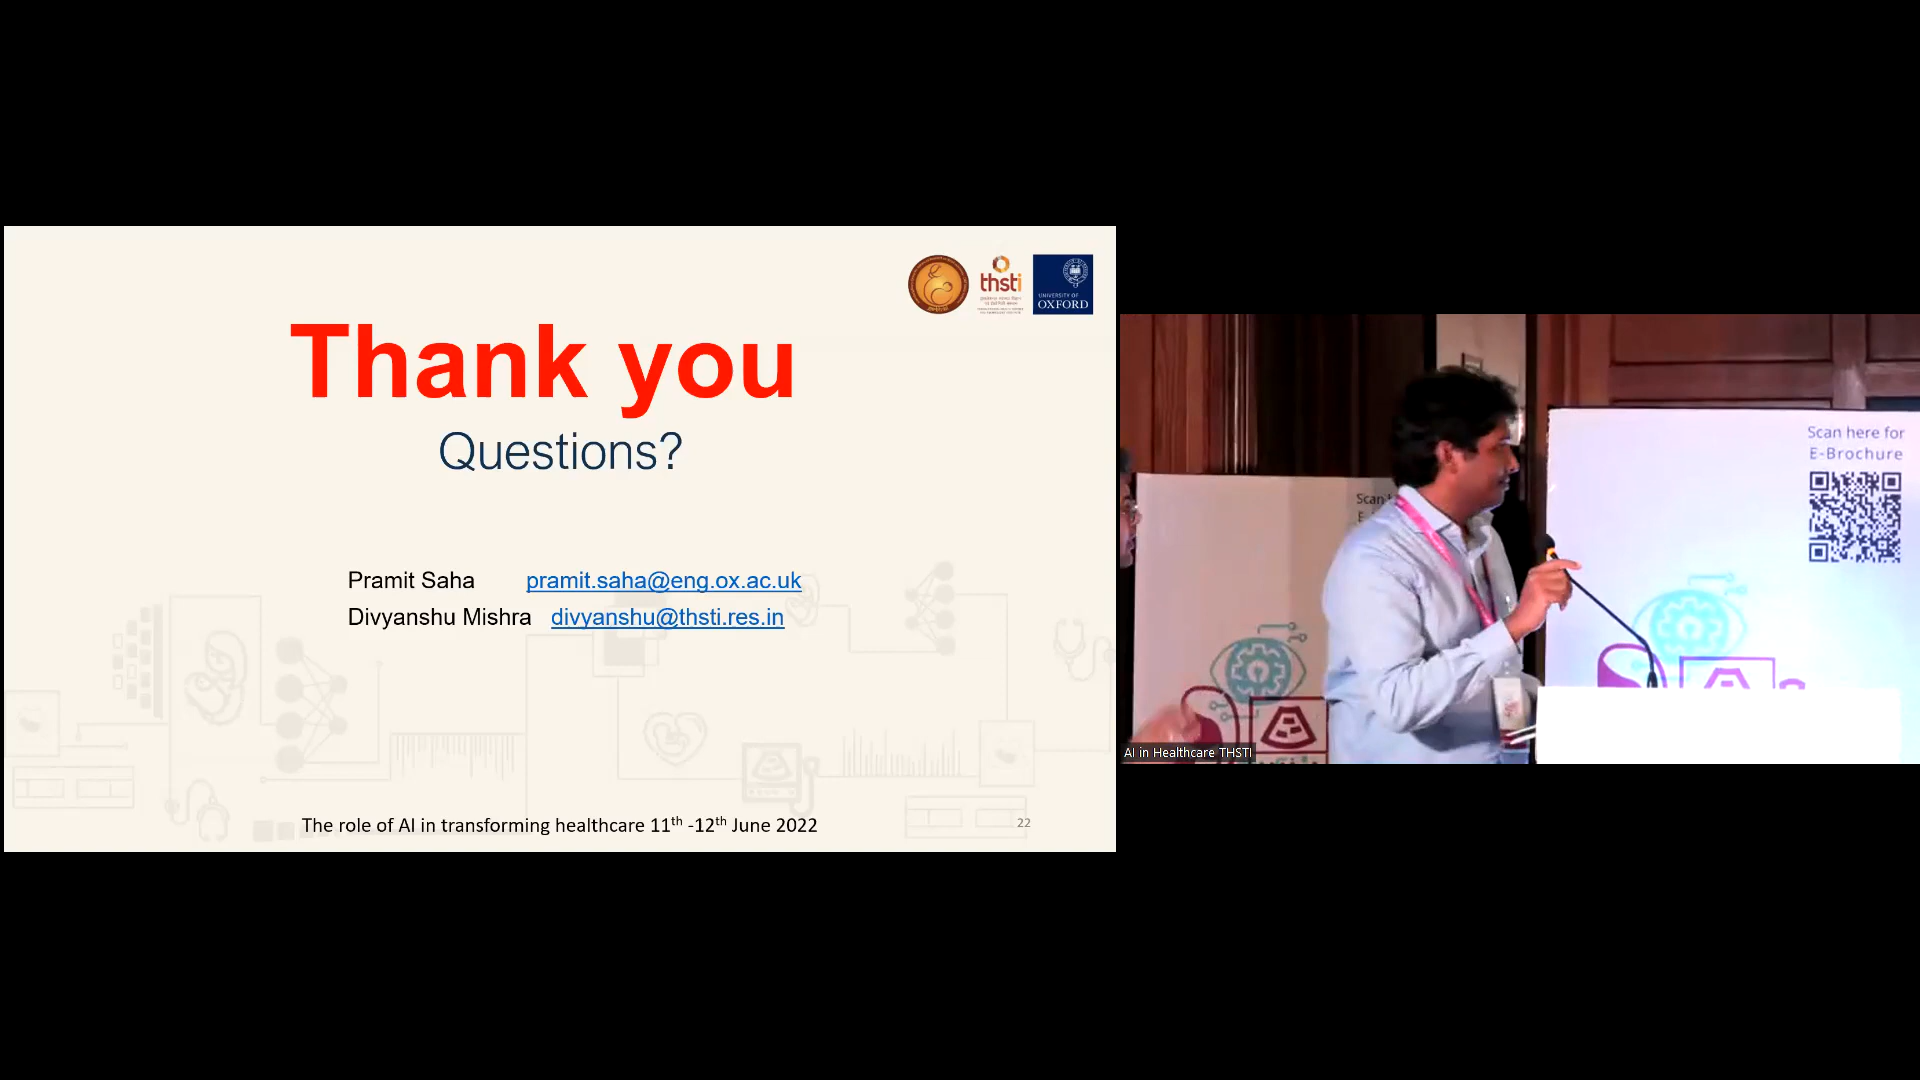 thsti
UNIVERSITY OF
OXFORD
Thank you
Questions?
Pramit Saha pramit.saha@eng.ox.ac.uk
Divyanshu Mishra divyanshu@thsti.res.in
The role of AI in transforming healthcare 11th -12th June 2022
22
Scan here for
E-Brochure
Scan
E-
AI in Healthcare THSTI